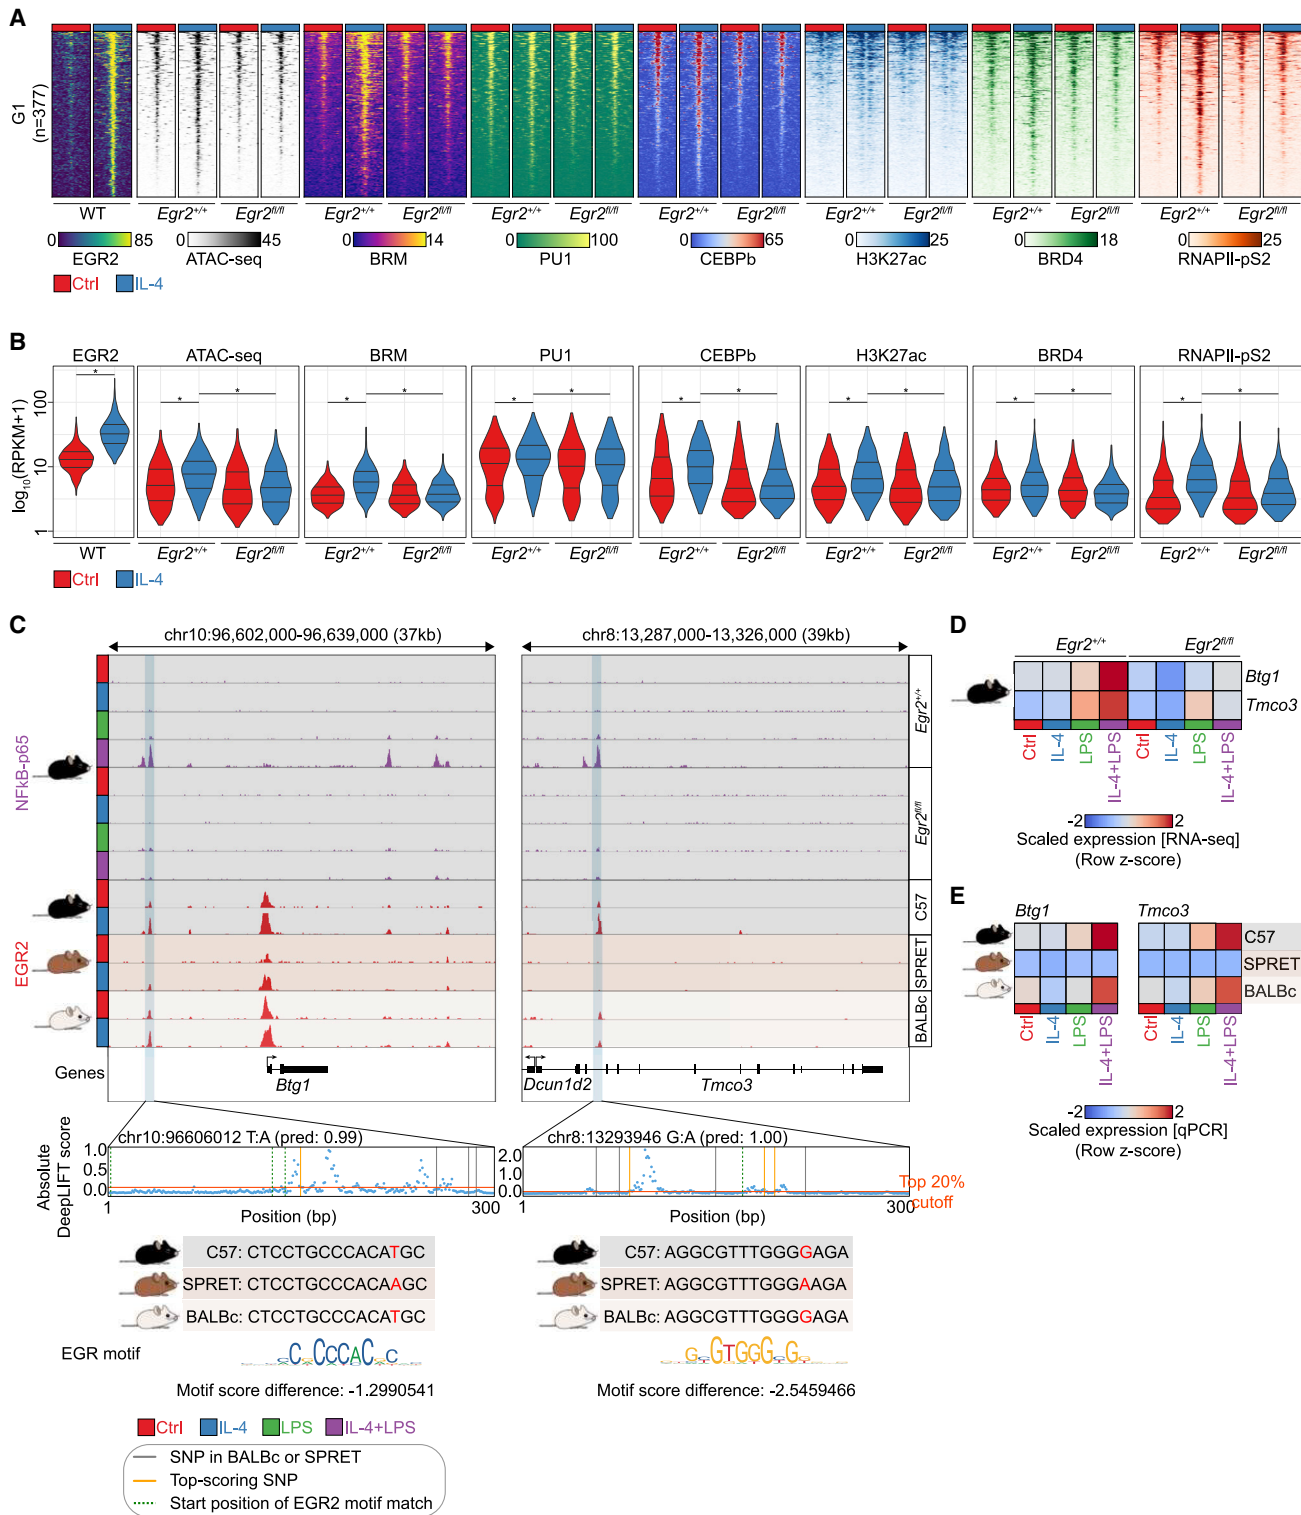 A
G1
(n=377)
WT
Egr2+/+
Egr2fl/fl
Egr2+/+
Egr2fl/fl
Egr2+/+
Egr2fl/fl
Egr2+/+
Egr2fl/fl
Egr2+/+
Egr2fl/fl
Egr2+/+
Egr2fl/fl
Egr2+/+
Egr2fl/fl
0 85
0 45
0 14
0 100
0 65
0 25
0 18
0 25
EGR2
ATAC-seq
BRM
PU1
CEBPb
H3K27ac
BRD4
RNAPII-pS2
Ctrl
IL-4
B
EGR2
ATAC-seq
BRM
PU1
CEBPb
H3K27ac
BRD4
RNAPII-pS2
* * * * * * * * * * * * * * *
log10(RPKM+1)
100
10
1
WT
Egr2+/+
Egr2fl/fl
Egr2+/+
Egr2fl/fl
Egr2+/+
Egr2fl/fl
Egr2+/+
Egr2fl/fl
Egr2+/+
Egr2fl/fl
Egr2+/+
Egr2fl/fl
Egr2+/+
Egr2fl/fl
Ctrl
IL-4
C
chr10:96,602,000-96,639,000 (37kb)
chr8:13,287,000-13,326,000 (39kb)
NFkB-p65
EGR2
Egr2+/+
Egr2fl/fl
C57
SPRET
BALBc
Genes
Btg1
Dcun1d2
Tmco3
Absolute
DeepLIFT score
chr10:96606012 T:A (pred: 0.99)
1.0
0.5
0.0
1
Position (bp)
300
chr8:13293946 G:A (pred: 1.00)
2.0
1.0
0.0
1
Position (bp)
300
Top 20%
cutoff
C57: CTCCTGCCCACATGC
SPRET: CTCCTGCCCACAAGC
BALBc: CTCCTGCCCACATGC
C57: AGGCGTTTGGGGAGA
SPRET: AGGCGTTTGGGAAGA
BALBc: AGGCGTTTGGGGAGA
EGR motif
Motif score difference: -1.2990541
Motif score difference: -2.5459466
Ctrl
IL-4
LPS
IL-4+LPS
SNP in BALBc or SPRET
Top-scoring SNP
Start position of EGR2 motif match
D
Egr2+/+
Egr2fl/fl
Btg1
Tmco3
Ctrl
IL-4
LPS
IL-4+LPS
Ctrl
IL-4
LPS
IL-4+LPS
-2 2
Scaled expression [RNA-seq]
(Row z-score)
E
Btg1
Tmco3
C57
SPRET
BALBc
Ctrl
IL-4
LPS
IL-4+LPS
Ctrl
IL-4
LPS
IL-4+LPS
-2 2
Scaled expression [qPCR]
(Row z-score)